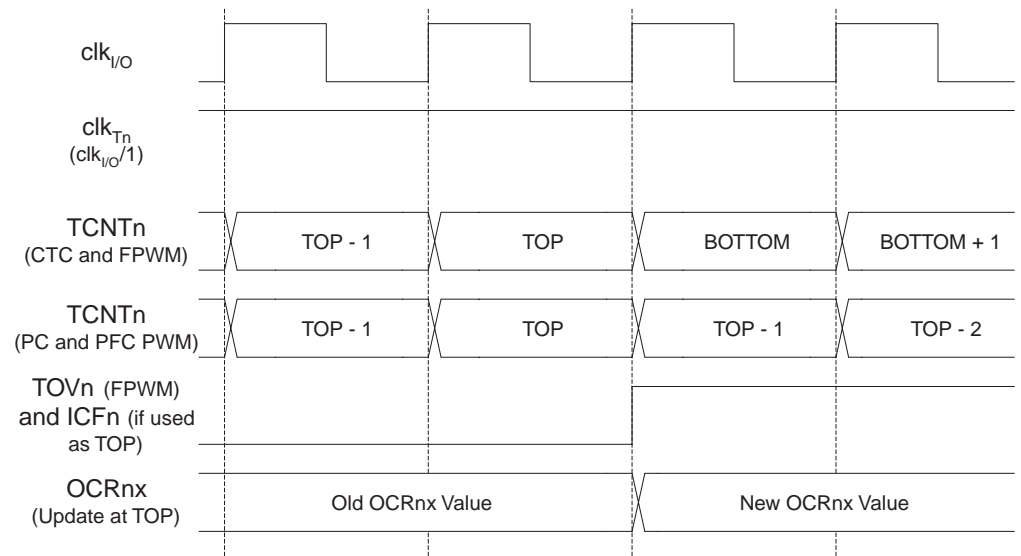 clkI/O
clkTn
(clkI/O/1)
TCNTn
(CTC and FPWM)
TOP - 1
TOP
BOTTOM
BOTTOM + 1
TCNTn
(PC and PFC PWM)
TOP - 1
TOP
TOP - 1
TOP - 2
TOVn (FPWM)
and ICFn (if used
as TOP)
OCRnx
(Update at TOP)
Old OCRnx Value
New OCRnx Value